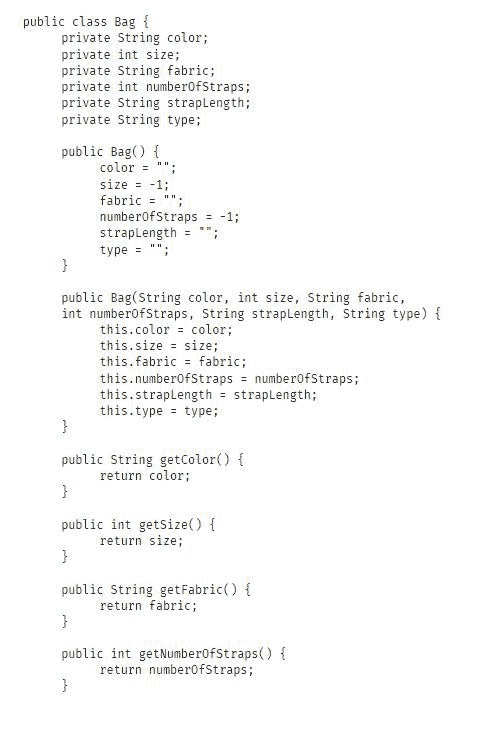 public class Bag {
private String color;
private int size;
private String fabric;
private int numberOfStraps;
private String strapLength;
private String type;
public Bag() {
color = "";
size = -1;
fabric = "";
numberOfStraps = -1;
strapLength = "";
type = "";
}
public Bag(String color, int size, String fabric,
int numberOfStraps, String strapLength, String type) {
this.color = color;
this.size = size;
this.fabric = fabric;
this.numberOfStraps = numberOfStraps;
this.strapLength = strapLength;
this.type = type;
}
public String getColor() {
return color;
}
public int getSize() {
return size;
}
public String getFabric() {
return fabric;
}
public int getNumberOfStraps() {
return numberOfStraps;
}